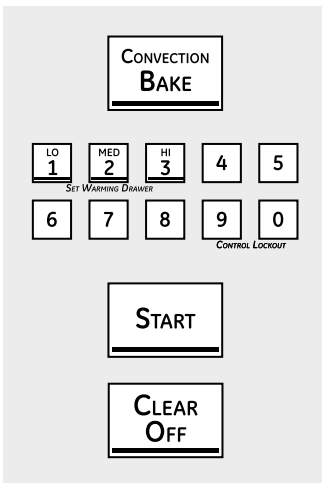 CONVECTION
BAKE
LO MED HI
1 2 3 4 5
SET WARMING DRAWER
6 7 8 9 0
CONTROL LOCKOUT
START
CLEAR
OFF